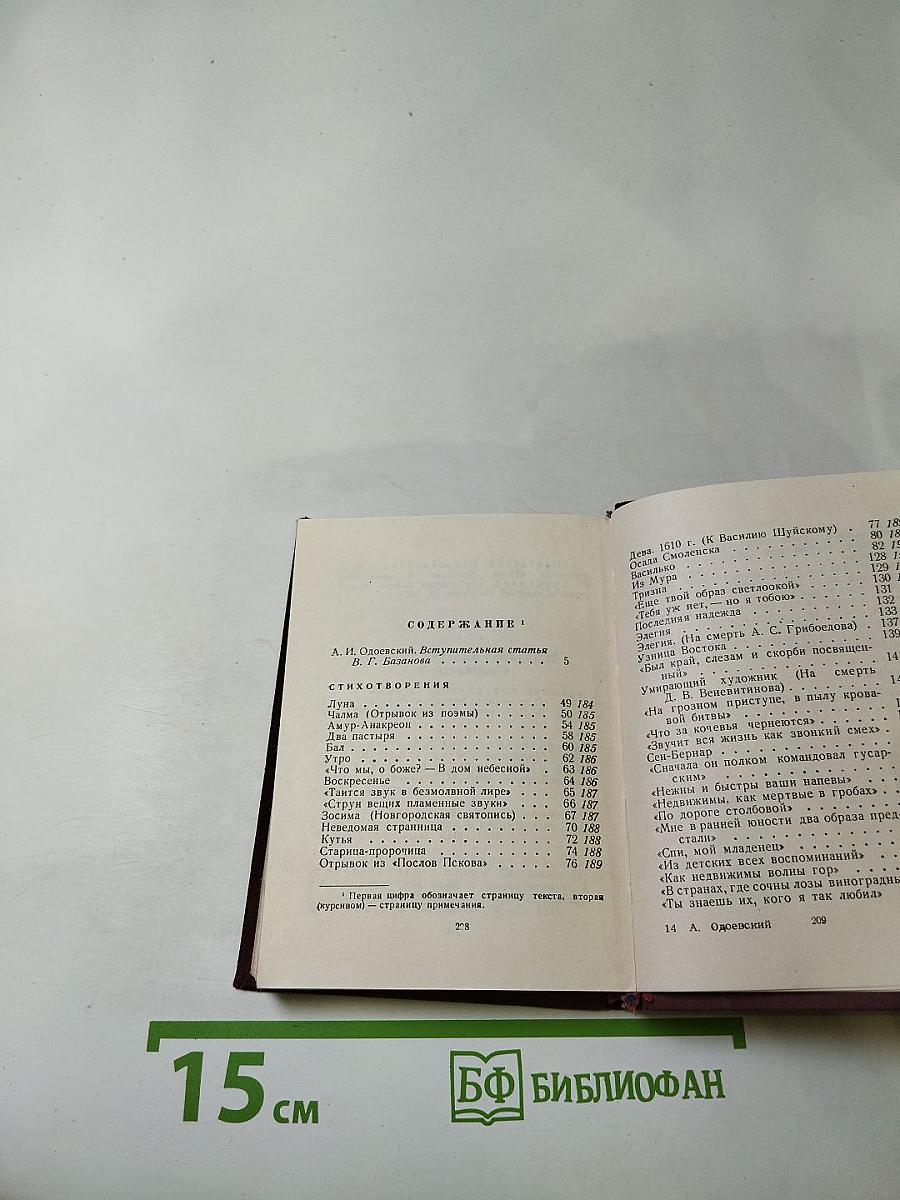 СОДЕРЖАНИЕ ¹
А. И. Одоевский. Вступительная статья
В. Г. Базанова . . . . . . . . . . 5
СТИХОТВОРЕНИЯ
Луна . . . . . . . . . . . . . . . . 49 184
Чалма (Отрывок из поэмы) . . . . . . 50 185
Амур-Анакреон . . . . . . . . . . . . 54 185
Два пастыря . . . . . . . . . . . . . 58 185
Бал . . . . . . . . . . . . . . . . . 60 185
Утро . . . . . . . . . . . . . . . . 62 186
«Что мы, о боже? — В дом небесной» . 63 186
Воскресенье . . . . . . . . . . . . . 64 186
«Таится звук в безмолвной лире» . . . 65 187
«Струн вещих пламенные звуки» . . . . 66 187
Зосима (Новгородская святопись) . . . 67 187
Неведомая странница . . . . . . . . . 70 188
Кутья . . . . . . . . . . . . . . . . 72 188
Старица-пророчица . . . . . . . . . . 74 188
Отрывок из «Послов Пскова» . . . . . 76 189
¹ Первая цифра обозначает страницу текста, вторая
(курсивом) — страницу примечания.
208
Дева. 1610 г. (К Василию Шуйскому) . 77 189
Осада Смоленска . . . . . . . . . . . 80
Василько . . . . . . . . . . . . . . 82
Из Мура . . . . . . . . . . . . . . . 128
Тризна . . . . . . . . . . . . . . . 129
«Еще твой образ светлоокой» . . . . . 130
«Тебя уж нет, — но я тобою» . . . . . 131
Последняя надежда . . . . . . . . . . 132
Элегия . . . . . . . . . . . . . . . 133
Элегия. (На смерть А. С. Грибоедова) . 137
Узница Востока . . . . . . . . . . . 139
«Был край, слезам и скорби посвящен-
ный» . . . . . . . . . . . . . . .
Умирающий художник (На смерть
Д. В. Веневитинова) . . . . . . . .
«На грозном приступе, в пылу крова-
вой битвы» . . . . . . . . . . . .
«Что за кочевья чернеются» . . . . .
«Звучит вся жизнь как звонкий смех» .
Сен-Бернар . . . . . . . . . . . . .
«Сначала он полком командовал гусар-
ским» . . . . . . . . . . . . . . .
«Нежны и быстры ваши напевы» . . . .
«Недвижимы, как мертвые в гробах» . .
«По дороге столбовой» . . . . . . . .
«Мне в ранней юности два образа пред-
стали» . . . . . . . . . . . . . .
«Спи, мой младенец» . . . . . . . . .
«Из детских всех воспоминаний» . . .
«Как недвижимы волны гор» . . . . . .
«В странах, где сочны лозы виноградны
«Ты знаешь их, кого я так любил»
14 А. Одоевский 209
15 см
БФ БИБЛИОФАН